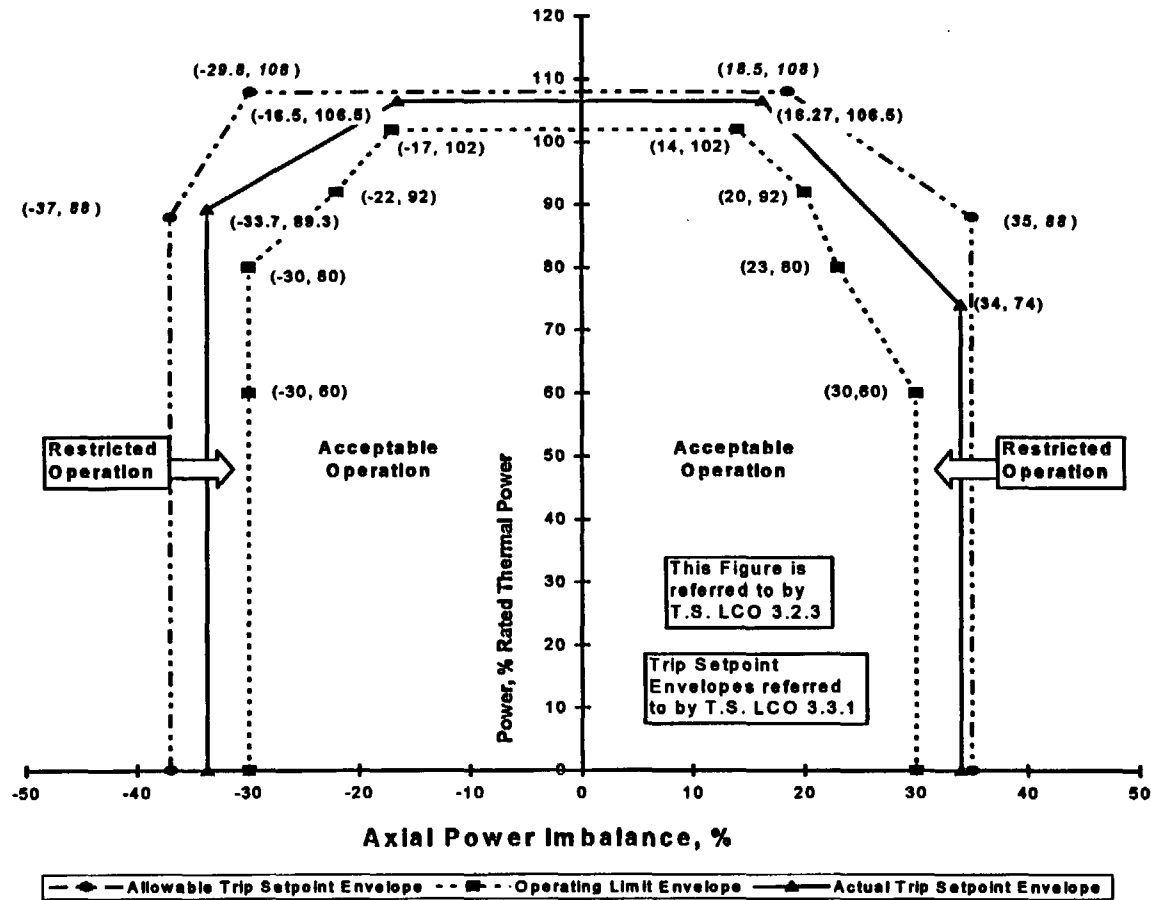 120
(-29.8, 108)
(18.5, 108)
110
(-16.5, 106.5)
(16.27, 106.5)
100
(-17, 102)
(14, 102)
(-37, 88)
(-22, 92)
90
(20, 92)
(35, 88)
(-33.7, 89.3)
80
(23, 80)
(-30, 80)
(34, 74)
70
(-30, 60)
60
(30,60)
Restricted
Operation
Acceptable
Operation
50
Acceptable
Operation
Restricted
Operation
Power, % Rated Thermal Power
40
30
This Figure is
referred to by
T.S. LCO 3.2.3
20
Trip Setpoint
Envelopes referred
to by T.S. LCO 3.3.1
10
0
-50 -40 -30 -20 -10 0 10 20 30 40 50
Axial Power Imbalance, %
Allowable Trip Setpoint Envelope Operating Limit Envelope Actual Trip Setpoint Envelope